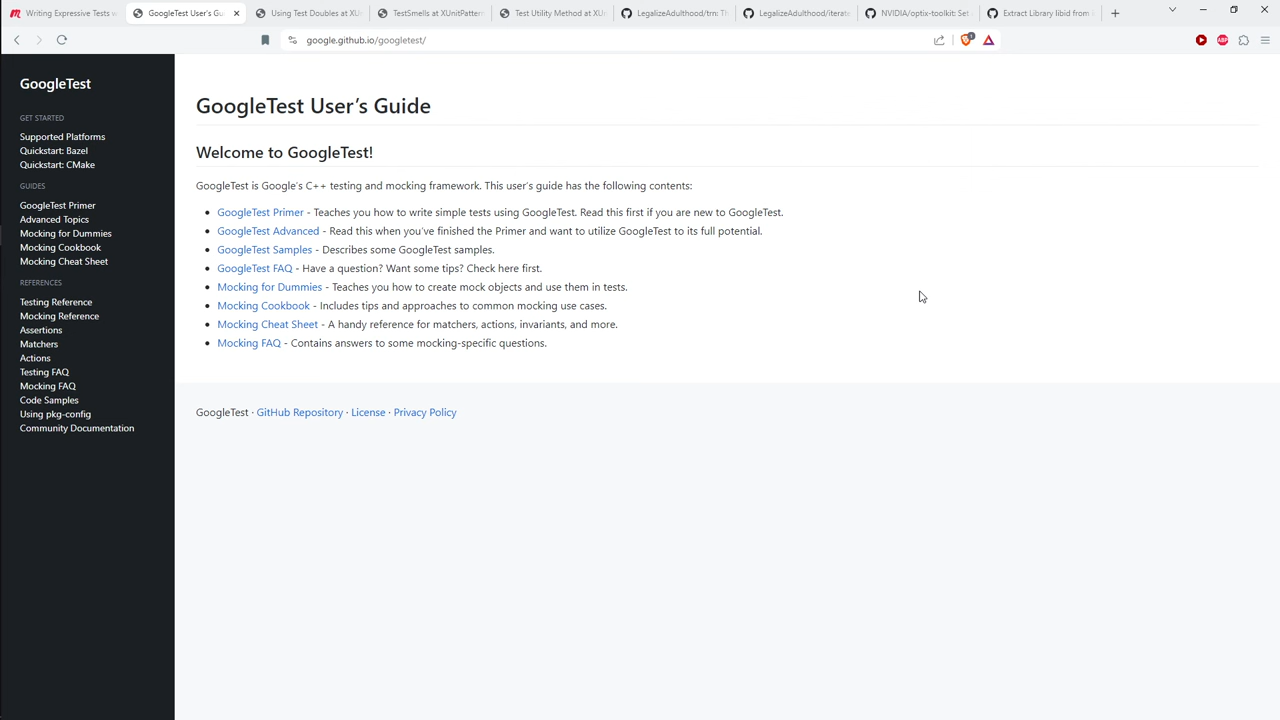 Writing Expressive Tests w
GoogleTest User's Gu
Using Test Doubles at XU
TestSmells at XUnitPattern
Test Utility Method at XU
LegalizeAdulthood/trn: Th
LegalizeAdulthood/iterate
NVIDIA/optix-toolkit: Set
Extract Library libid from
google.github.io/googletest/
1
ABP
GoogleTest
GET STARTED
Supported Platforms
Quickstart: Bazel
Quickstart: CMake
GUIDES
GoogleTest Primer
Advanced Topics
Mocking for Dummies
Mocking Cookbook
Mocking Cheat Sheet
REFERENCES
Testing Reference
Mocking Reference
Assertions
Matchers
Actions
Testing FAQ
Mocking FAQ
Code Samples
Using pkg-config
Community Documentation
GoogleTest User’s Guide
Welcome to GoogleTest!
GoogleTest is Google’s C++ testing and mocking framework. This user’s guide has the following contents:
• GoogleTest Primer - Teaches you how to write simple tests using GoogleTest. Read this first if you are new to GoogleTest.
• GoogleTest Advanced - Read this when you’ve finished the Primer and want to utilize GoogleTest to its full potential.
• GoogleTest Samples - Describes some GoogleTest samples.
• GoogleTest FAQ - Have a question? Want some tips? Check here first.
• Mocking for Dummies - Teaches you how to create mock objects and use them in tests.
• Mocking Cookbook - Includes tips and approaches to common mocking use cases.
• Mocking Cheat Sheet - A handy reference for matchers, actions, invariants, and more.
• Mocking FAQ - Contains answers to some mocking-specific questions.
GoogleTest · GitHub Repository · License · Privacy Policy